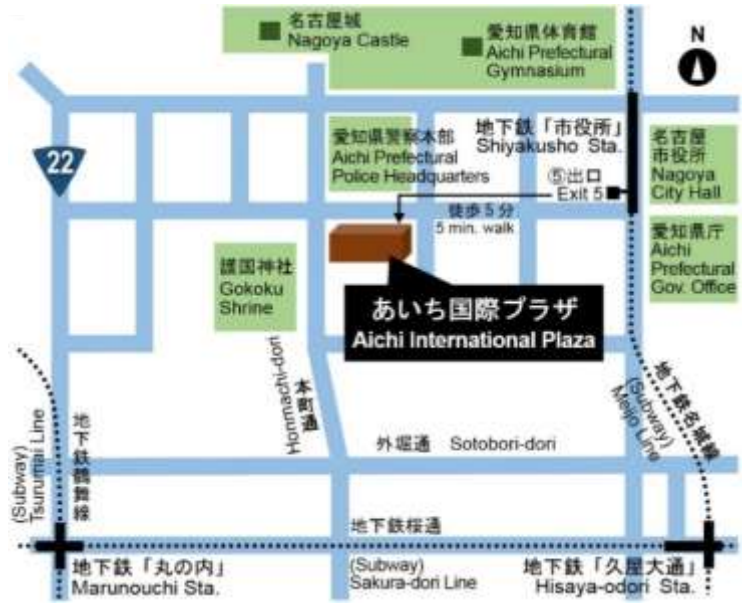 名古屋城
Nagoya Castle
愛知県体育館
Aichi Prefectural
Gymnasium
N
22
愛知県警察本部
Aichi Prefectural
Police Headquarters
地下鉄「市役所」
Shiyakusho Sta.
⑤出口
Exit 5
名古屋
市役所
Nagoya
City Hall
徒歩5分
5 min. walk
愛知県庁
Aichi
Prefectural
Gov. Office
護国神社
Gokoku
Shrine
あいち国際プラザ
Aichi International Plaza
Honmachi-dori
本町通
地下鉄名城線
(Subway)
Meijo Line
外堀通 Sotobori-dori
(Subway)
Tsurumai Line
地下鉄鶴舞線
地下鉄桜通
(Subway)
Sakura-dori Line
地下鉄「丸の内」
Marunouchi Sta.
地下鉄「久屋大通」
Hisaya-odori Sta.